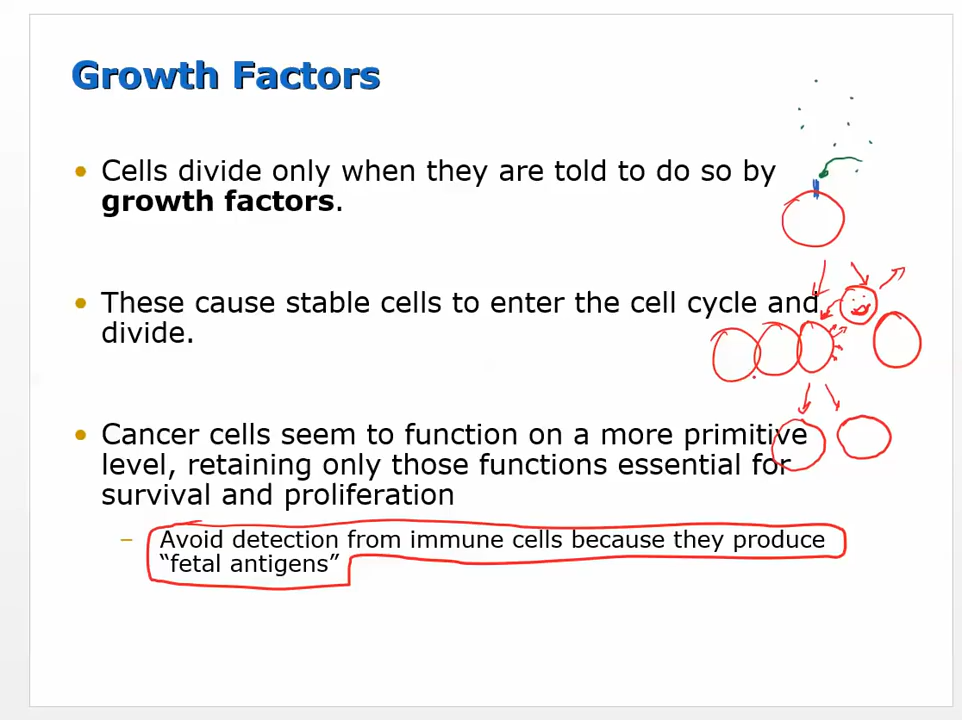 Growth Factors
• Cells divide only when they are told to do so by
growth factors.
• These cause stable cells to enter the cell cycle and
divide.
• Cancer cells seem to function on a more primitive
level, retaining only those functions essential for
survival and proliferation
– Avoid detection from immune cells because they produce
“fetal antigens”